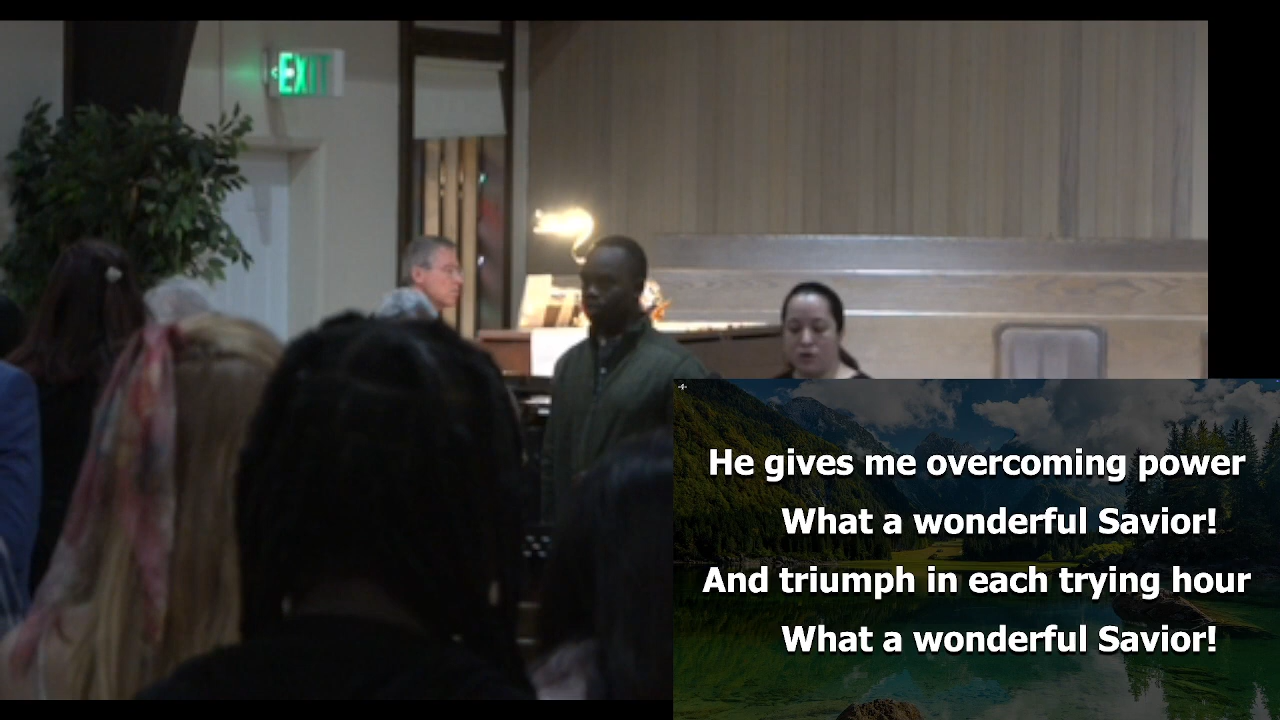 EXIT
He gives me overcoming power
What a wonderful Savior!
And triumph in each trying hour
What a wonderful Savior!